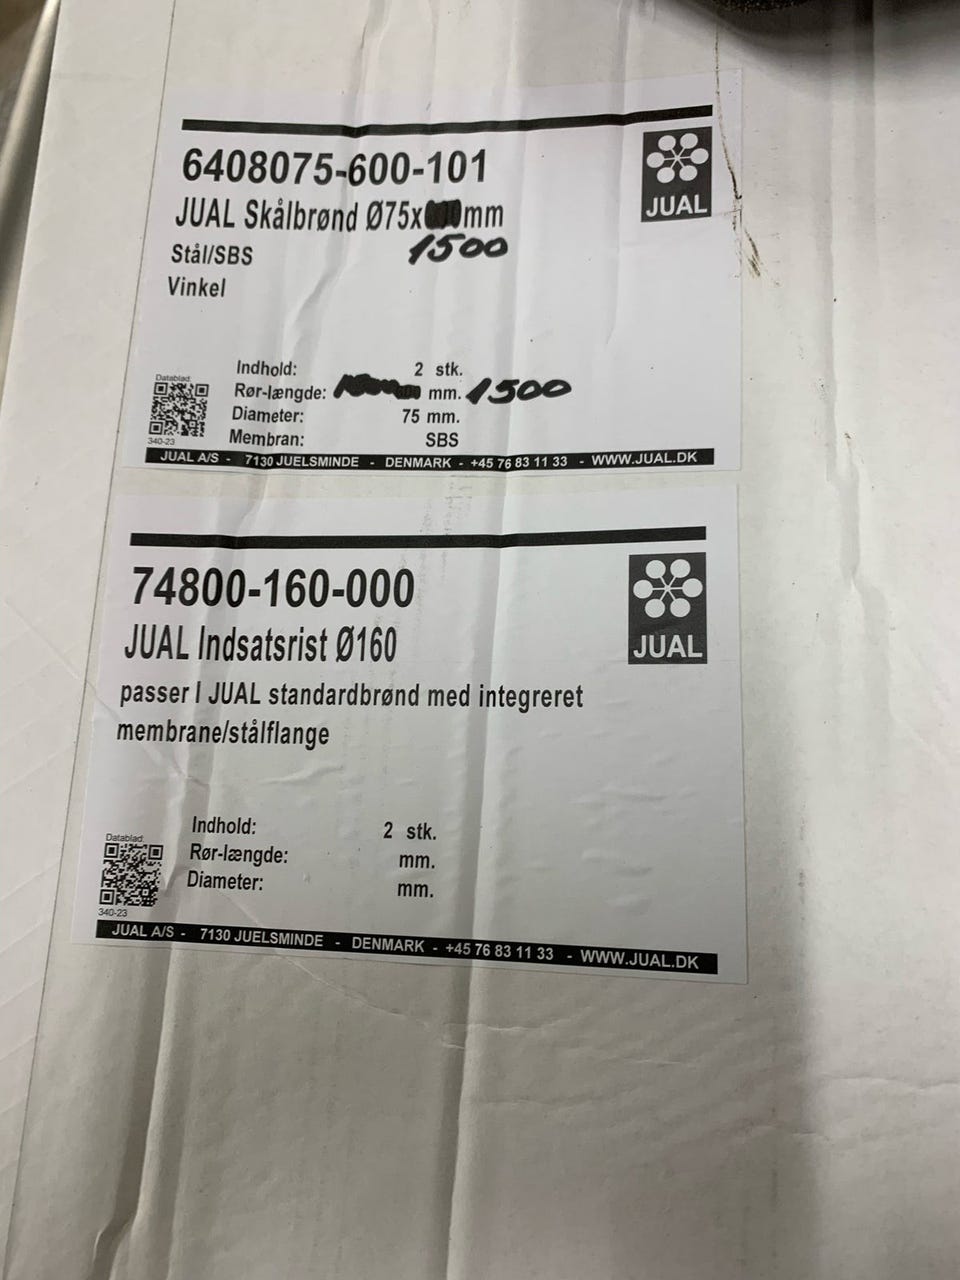 6408075-600-101
JUAL
JUAL Skålbrønd Ø75x mm
1500
Stål/SBS
Vinkel
Indhold: 2 stk.
Rør-længde: mm. 1500
Diameter: 75 mm.
Membran: SBS
Datablad:
340-23
JUAL A/S - 7130 JUELSMINDE - DENMARK - +45 76 83 11 33 - WWW.JUAL.DK
74800-160-000
JUAL
JUAL Indsatsrist Ø160
passer I JUAL standardbrønd med integreret
membrane/stålflange
Indhold: 2 stk.
Rør-længde: mm.
Diameter: mm.
Datablad:
340-23
JUAL A/S - 7130 JUELSMINDE - DENMARK - +45 76 83 11 33 - WWW.JUAL.DK